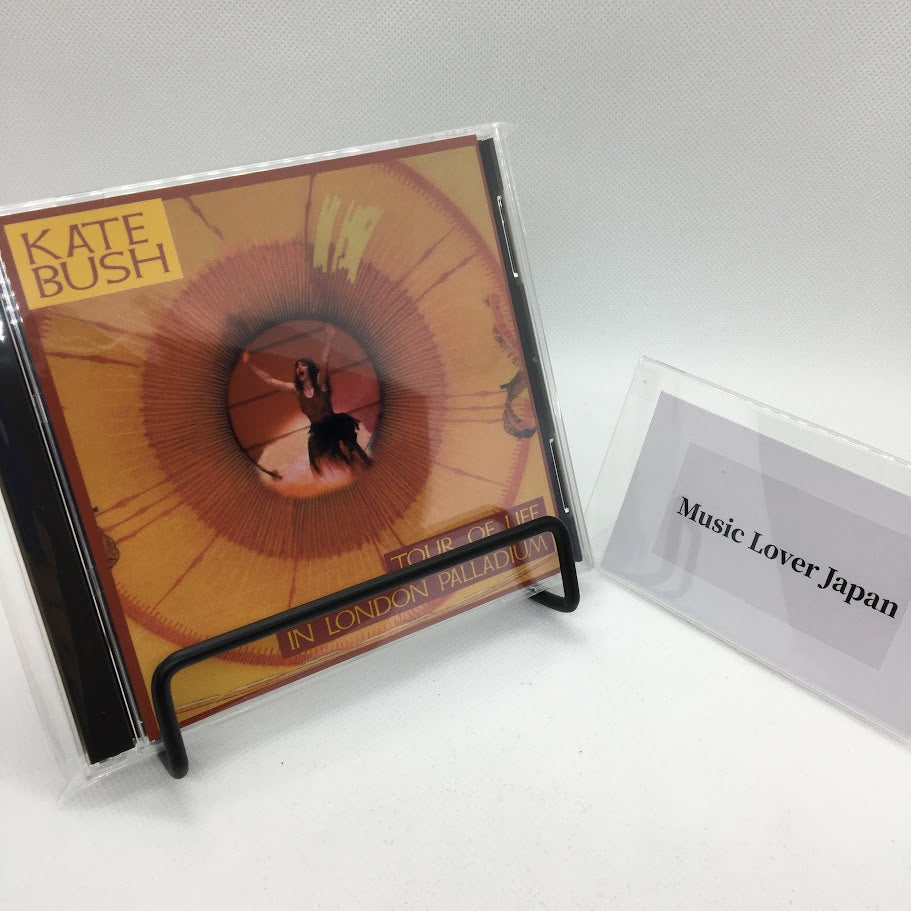 KATE
BUSH
TOUR OF LIFE
IN LONDON PALLADIUM
Music Lover Japan